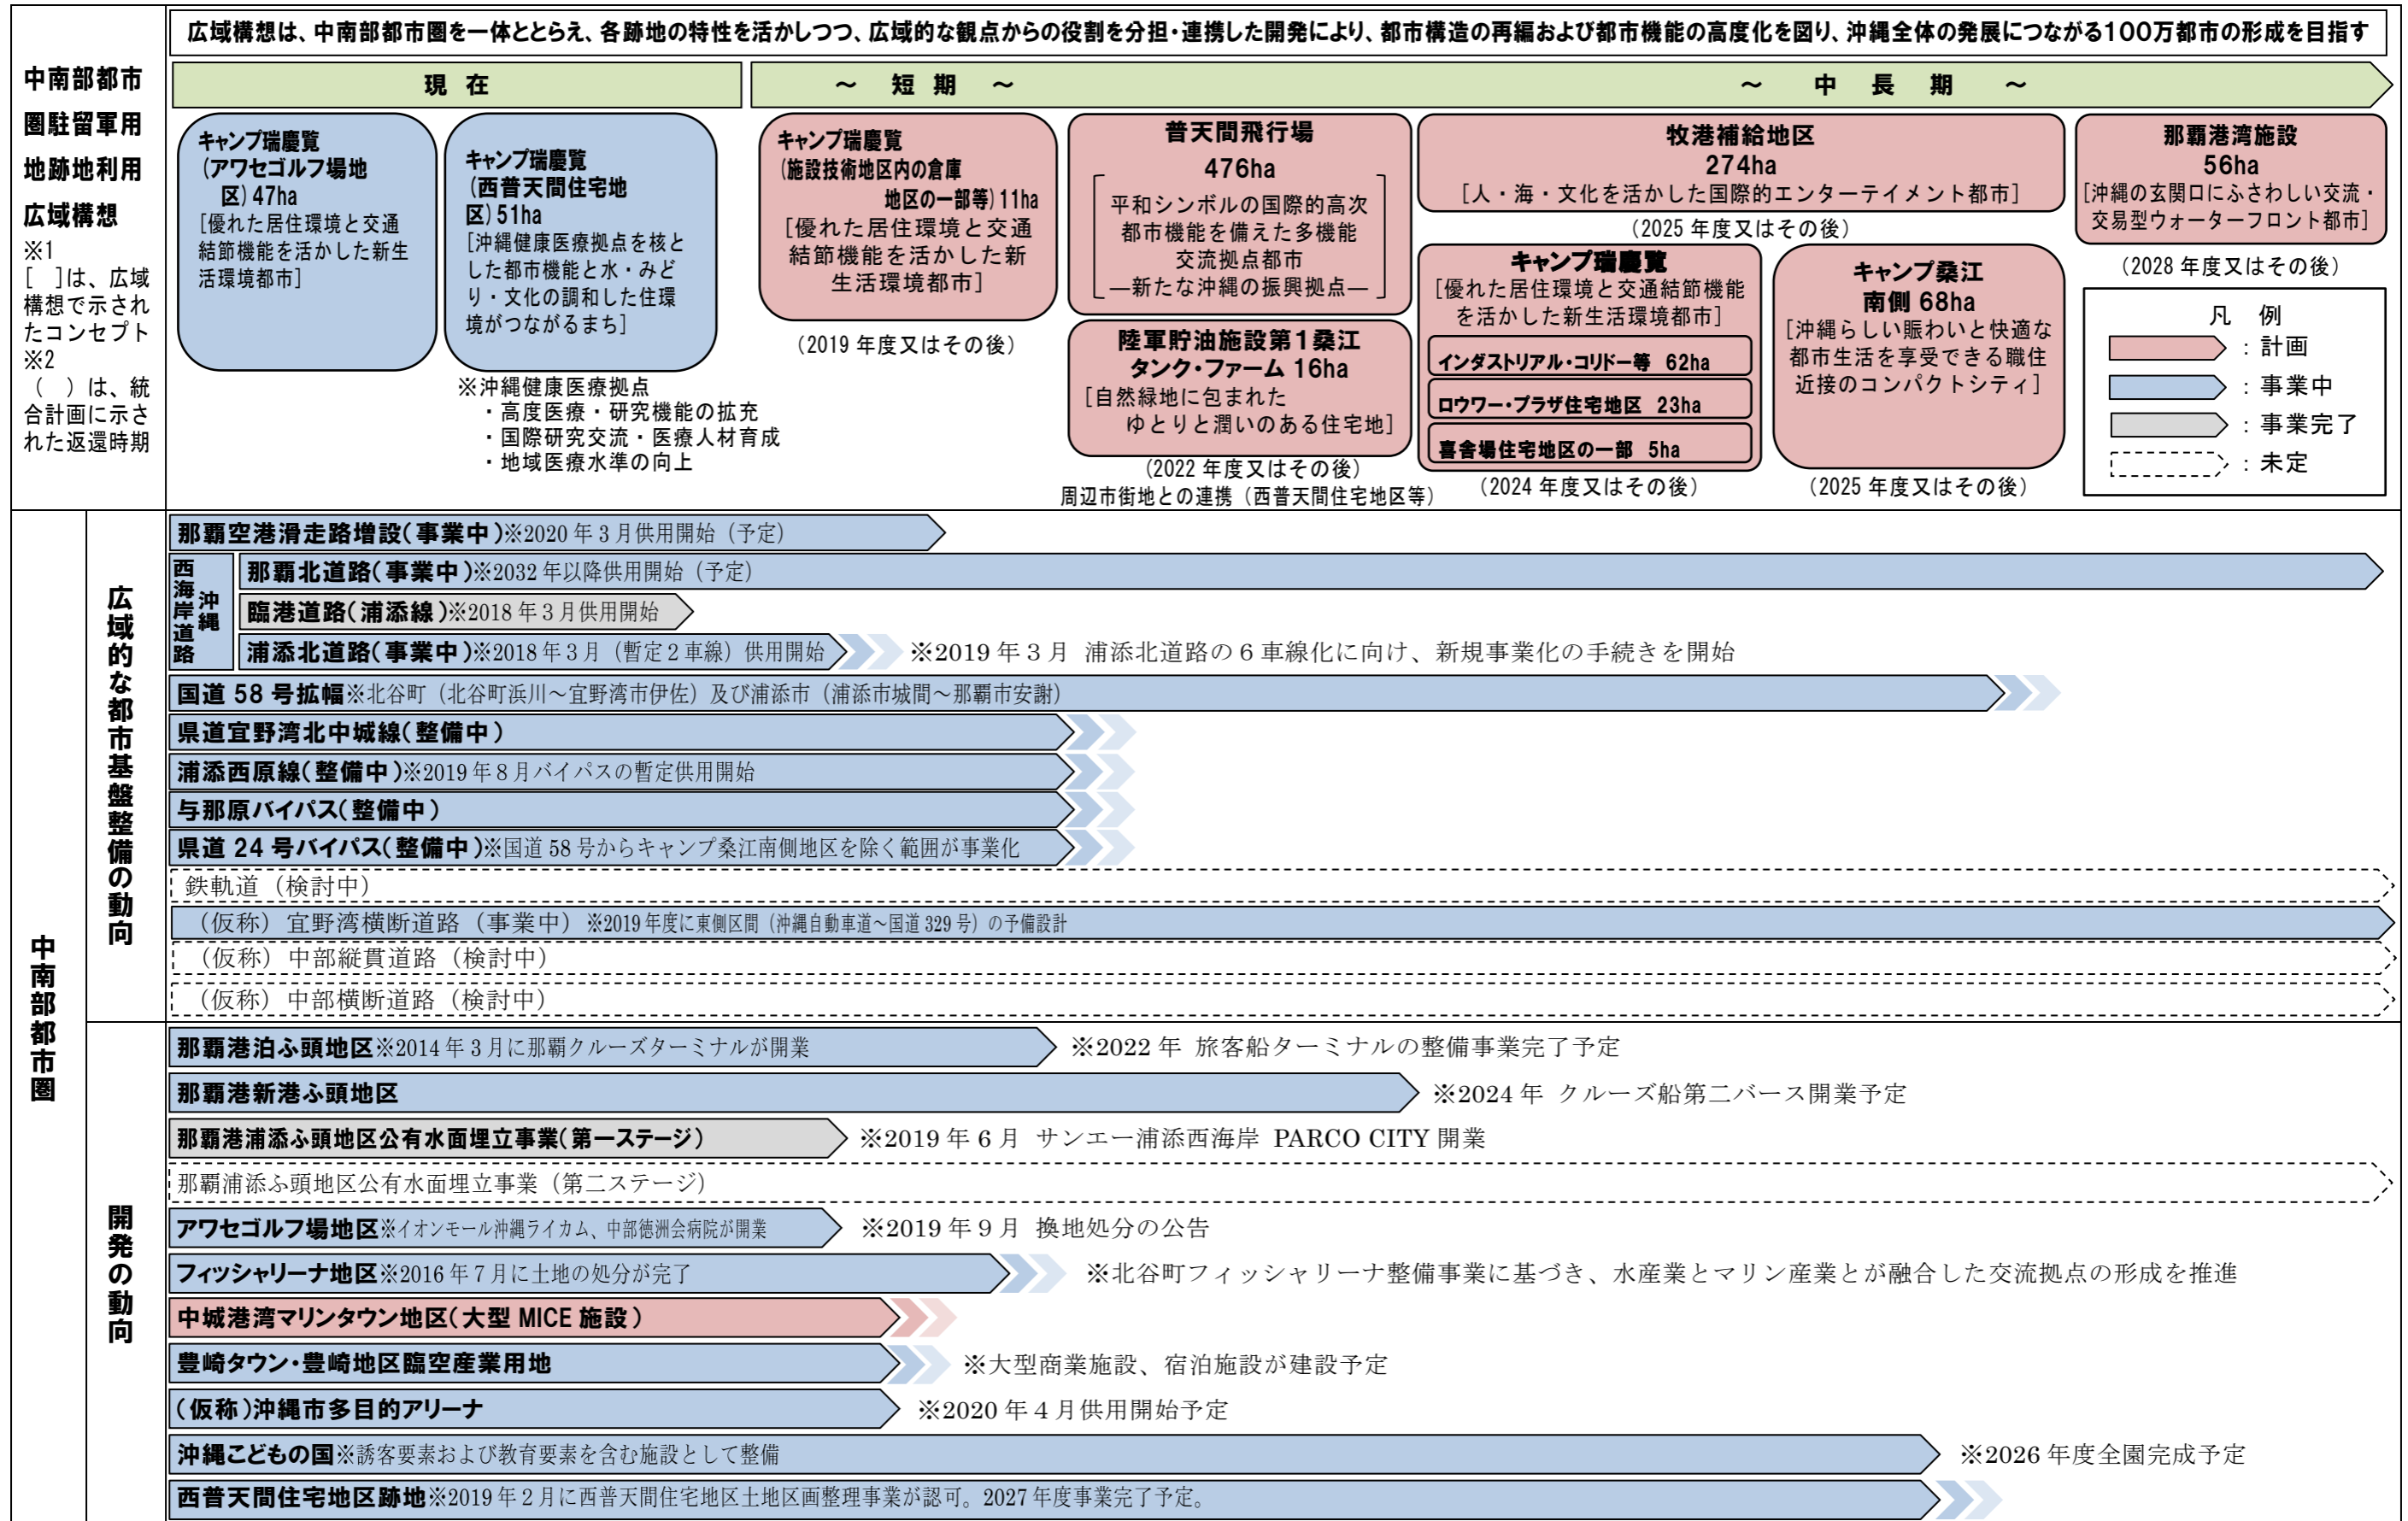 広域構想は、中南部都市圏を一体ととらえ、各跡地の特性を活かしつつ、広域的な観点からの役割を分担・連携した開発により、都市構造の再編および都市機能の高度化を図り、沖縄全体の発展につながる100万都市の形成を目指す
中南部都市
圏駐留軍用
地跡地利用
広域構想
※1
[ ]は、広域
構想で示され
たコンセプト
※2
( )は、統
合計画に示さ
れた返還時期
現 在
～ 短 期 ～
～ 中 長 期 ～
キャンプ瑞慶覧
(アワセゴルフ場地
区)47ha
[優れた居住環境と交通
結節機能を活かした新生
活環境都市]
キャンプ瑞慶覧
(西普天間住宅地
区)51ha
[沖縄健康医療拠点を核と
した都市機能と水・みど
り・文化の調和した住環
境がつながるまち]
※沖縄健康医療拠点
・高度医療・研究機能の拡充
・国際研究交流・医療人材育成
・地域医療水準の向上
キャンプ瑞慶覧
(施設技術地区内の倉庫
地区の一部等)11ha
[優れた居住環境と交通
結節機能を活かした新
生活環境都市]
(2019年度又はその後)
普天間飛行場
476ha
平和シンボルの国際的高次
都市機能を備えた多機能
交流拠点都市
―新たな沖縄の振興拠点―
陸軍貯油施設第1桑江
タンク・ファーム 16ha
[自然緑地に包まれた
ゆとりと潤いのある住宅地]
(2022年度又はその後)
周辺市街地との連携(西普天間住宅地区等)
牧港補給地区
274ha
[人・海・文化を活かした国際的エンターテイメント都市]
(2025年度又はその後)
キャンプ瑞慶覧
[優れた居住環境と交通結節機能
を活かした新生活環境都市]
インダストリアル・コリドー等 62ha
ロウワー・プラザ住宅地区 23ha
喜舎場住宅地区の一部 5ha
(2024年度又はその後)
キャンプ桑江
南側 68ha
[沖縄らしい賑わいと快適な
都市生活を享受できる職住
近接のコンパクトシティ]
(2025年度又はその後)
那覇港湾施設
56ha
[沖縄の玄関口にふさわしい交流・
交易型ウォーターフロント都市]
(2028年度又はその後)
凡 例
：計画
：事業中
：事業完了
：未定
中南部都市圏
広域的な都市基盤整備の動向
那覇空港滑走路増設(事業中)※2020年3月供用開始(予定)
沖縄
西海岸道路
那覇北道路(事業中)※2032年以降供用開始(予定)
臨港道路(浦添線)※2018年3月供用開始
浦添北道路(事業中)※2018年3月(暫定2車線)供用開始 ※2019年3月 浦添北道路の6車線化に向け、新規事業化の手続きを開始
国道58号拡幅※北谷町(北谷町浜川～宜野湾市伊佐)及び浦添市(浦添市城間～那覇市安謝)
県道宜野湾北中城線(整備中)
浦添西原線(整備中)※2019年8月バイパスの暫定供用開始
与那原バイパス(整備中)
県道24号バイパス(整備中)※国道58号からキャンプ桑江南側地区を除く範囲が事業化
鉄軌道(検討中)
(仮称)宜野湾横断道路(事業中)※2019年度に東側区間(沖縄自動車道～国道329号)の予備設計
(仮称)中部縦貫道路(検討中)
(仮称)中部横断道路(検討中)
開発の動向
那覇港泊ふ頭地区※2014年3月に那覇クルーズターミナルが開業 ※2022年 旅客船ターミナルの整備事業完了予定
那覇港新港ふ頭地区 ※2024年 クルーズ船第二バース開業予定
那覇港浦添ふ頭地区公有水面埋立事業(第一ステージ) ※2019年6月 サンエー浦添西海岸 PARCO CITY開業
那覇浦添ふ頭地区公有水面埋立事業(第二ステージ)
アワセゴルフ場地区※イオンモール沖縄ライカム、中部徳洲会病院が開業 ※2019年9月 換地処分の公告
フィッシャリーナ地区※2016年7月に土地の処分が完了 ※北谷町フィッシャリーナ整備事業に基づき、水産業とマリン産業とが融合した交流拠点の形成を推進
中城港湾マリンタウン地区(大型MICE施設)
豊崎タウン・豊崎地区臨空産業用地 ※大型商業施設、宿泊施設が建設予定
(仮称)沖縄市多目的アリーナ ※2020年4月供用開始予定
沖縄こどもの国※誘客要素および教育要素を含む施設として整備 ※2026年度全園完成予定
西普天間住宅地区跡地※2019年2月に西普天間住宅地区土地区画整理事業が認可。2027年度事業完了予定。